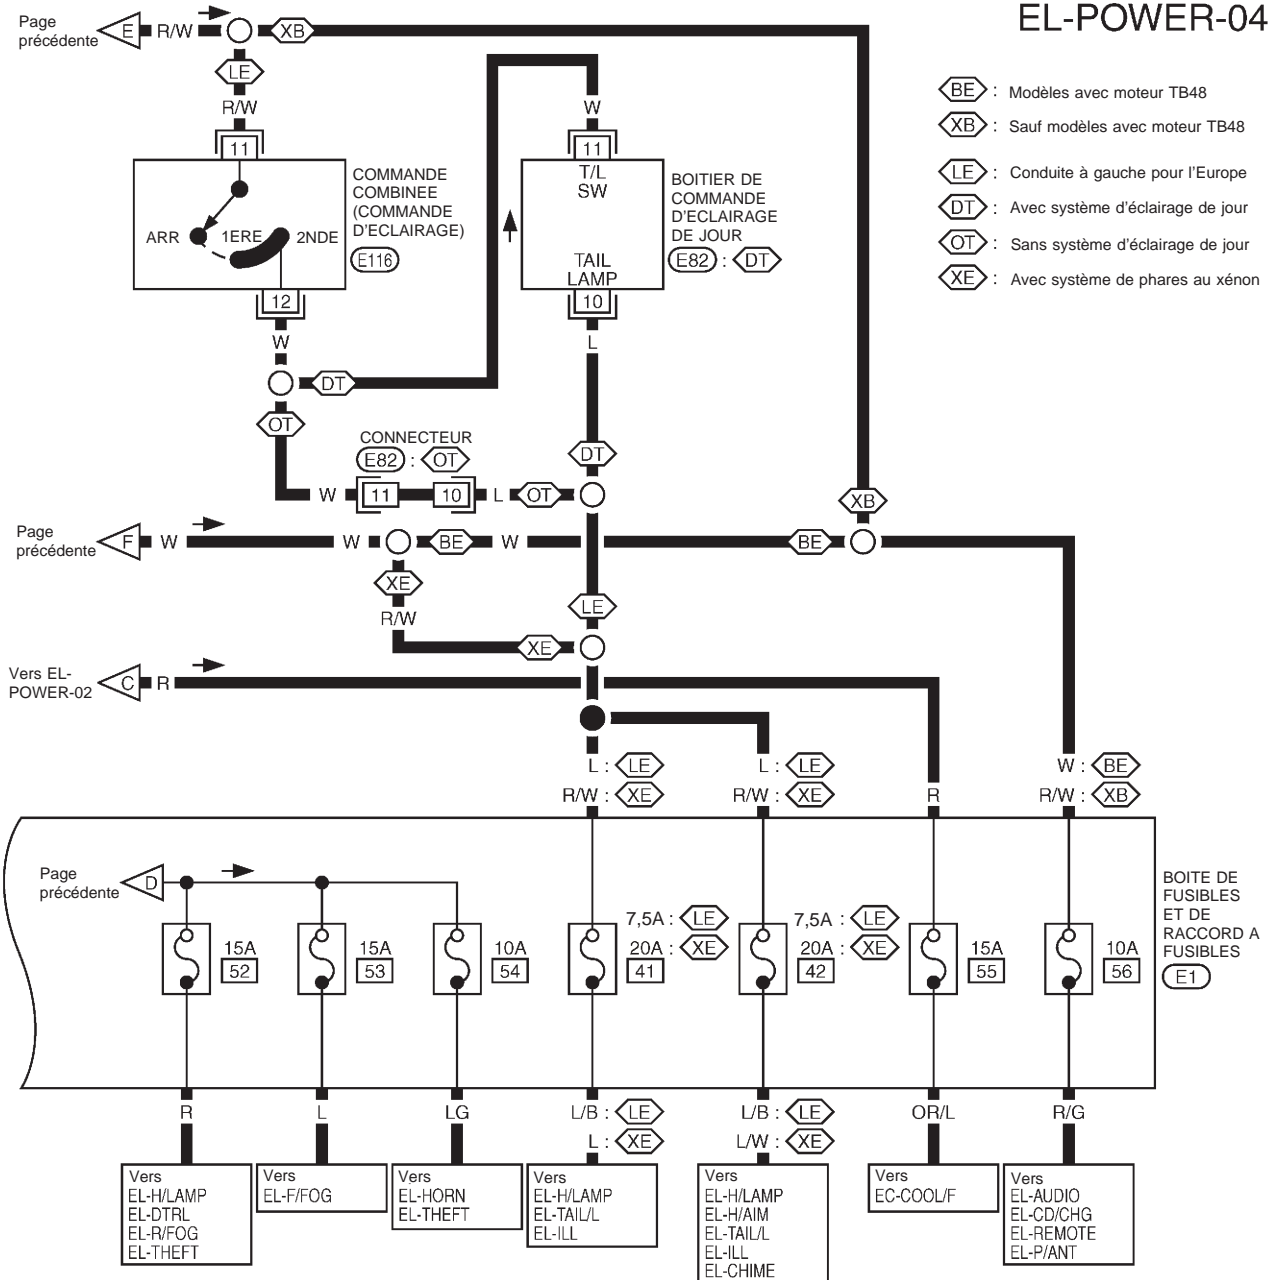 EL-POWER-04
Page
précédente
E
R/W
XB
LE
R/W
11
COMMANDE
COMBINEE
(COMMANDE
D'ECLAIRAGE)
E116
ARR
1ERE
2NDE
12
W
DT
OT
W
11
T/L
SW
TAIL
LAMP
10
L
BOITIER DE
COMMANDE
D'ECLAIRAGE
DE JOUR
E82 : DT
BE : Modèles avec moteur TB48
XB : Sauf modèles avec moteur TB48
LE : Conduite à gauche pour l'Europe
DT : Avec système d'éclairage de jour
OT : Sans système d'éclairage de jour
XE : Avec système de phares au xénon
CONNECTEUR
E82 : OT
DT
W 11 10 L OT
XB
Page
précédente
F W W BE W BE
XE
R/W
LE
XE
Vers EL-
POWER-02
C R
L : LE
R/W : XE
L : LE
R/W : XE
R
W : BE
R/W : XB
Page
précédente
D
15A
52
15A
53
10A
54
7,5A : LE
20A : XE
41
7,5A : LE
20A : XE
42
15A
55
10A
56
BOITE DE
FUSIBLES
ET DE
RACCORD A
FUSIBLES
E1
R
L
LG
L/B : LE
L : XE
L/B : LE
L/W : XE
OR/L
R/G
Vers
EL-H/LAMP
EL-DTRL
EL-R/FOG
EL-THEFT
Vers
EL-F/FOG
Vers
EL-HORN
EL-THEFT
Vers
EL-H/LAMP
EL-TAIL/L
EL-ILL
Vers
EL-H/LAMP
EL-H/AIM
EL-TAIL/L
EL-ILL
EL-CHIME
Vers
EC-COOL/F
Vers
EL-AUDIO
EL-CD/CHG
EL-REMOTE
EL-P/ANT